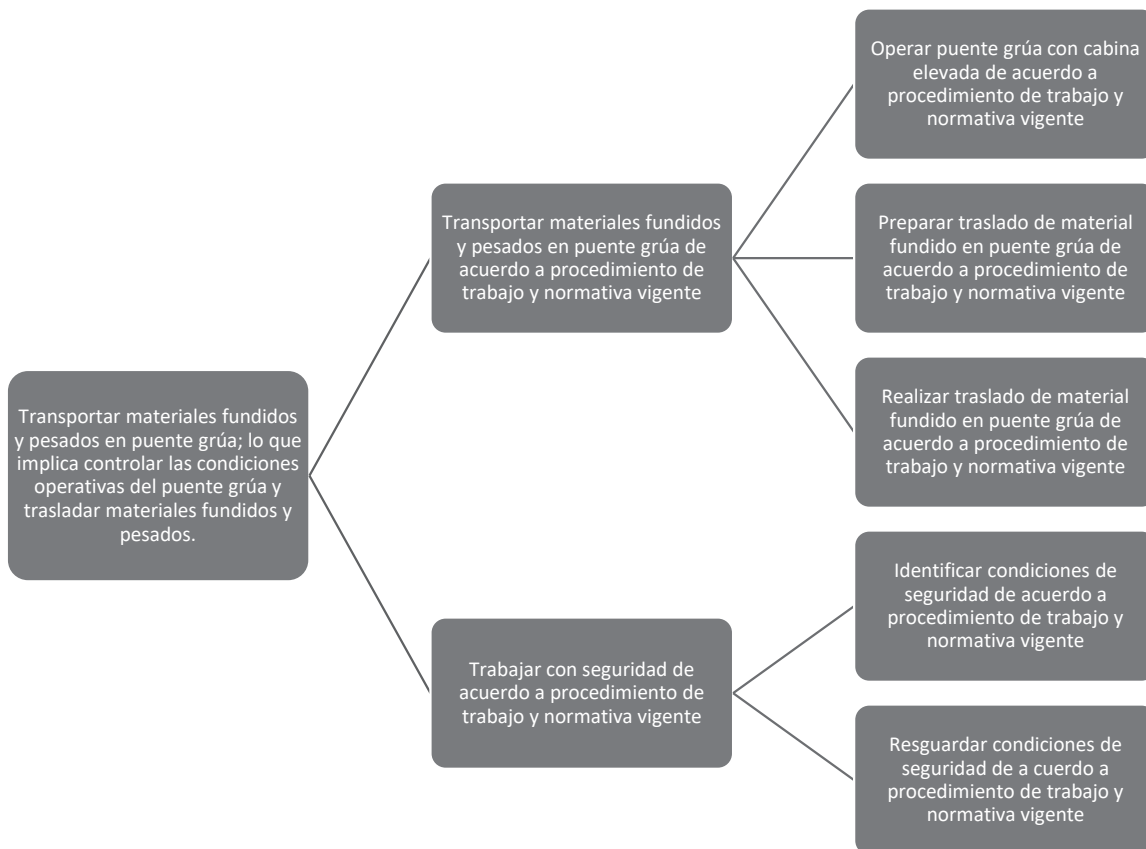 Transportar materiales fundidos
y pesados en puente grúa; lo que
implica controlar las condiciones
operativas del puente grúa y
trasladar materiales fundidos y
pesados.
Transportar materiales fundidos
y pesados en puente grúa de
acuerdo a procedimiento de
trabajo y normativa vigente
Operar puente grúa con cabina
elevada de acuerdo a
procedimiento de trabajo y
normativa vigente
Preparar traslado de material
fundido en puente grúa de
acuerdo a procedimiento de
trabajo y normativa vigente
Realizar traslado de material
fundido en puente grúa de
acuerdo a procedimiento de
trabajo y normativa vigente
Trabajar con seguridad de
acuerdo a procedimiento de
trabajo y normativa vigente
Identificar condiciones de
seguridad de acuerdo a
procedimiento de trabajo y
normativa vigente
Resguardar condiciones de
seguridad de a cuerdo a
procedimiento de trabajo y
normativa vigente